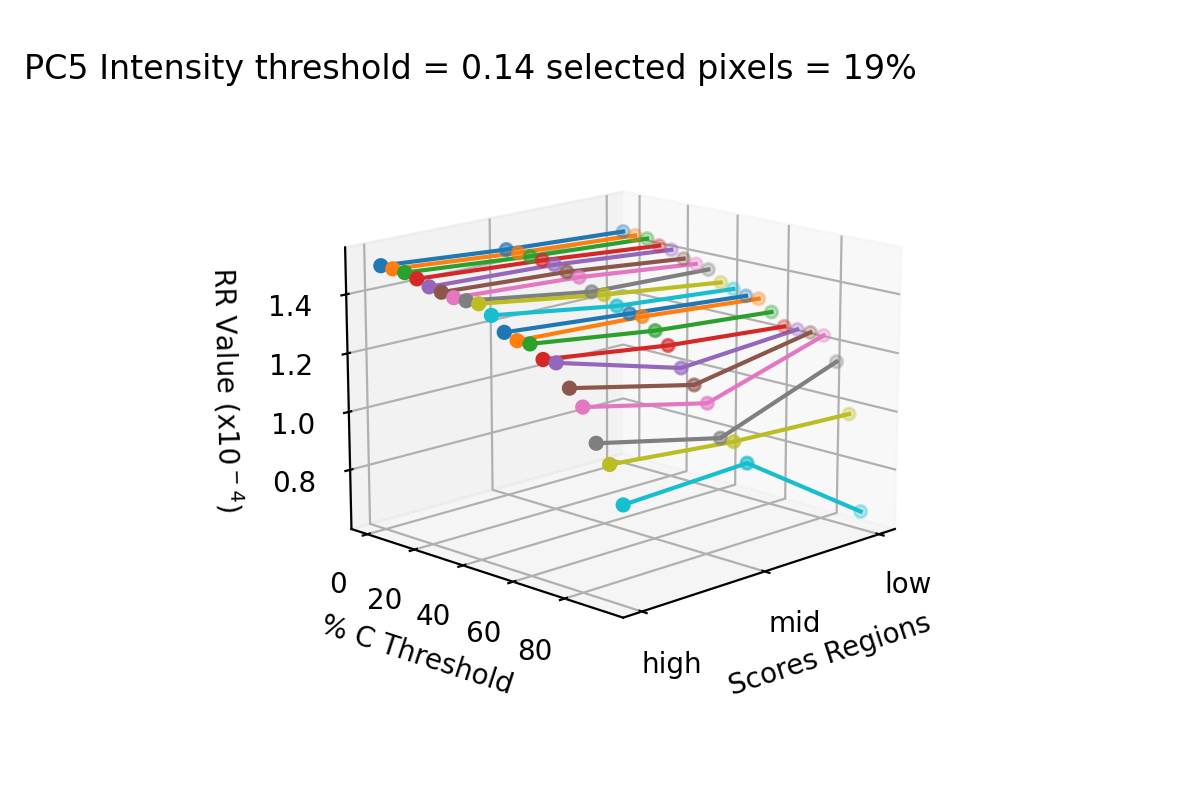 PC5 Intensity threshold = 0.14 selected pixels = 19%
RR Value (x10⁻⁴)
1.4
1.2
1.0
0.8
0
20
40
60
80
% C Threshold
high
mid
low
Scores Regions